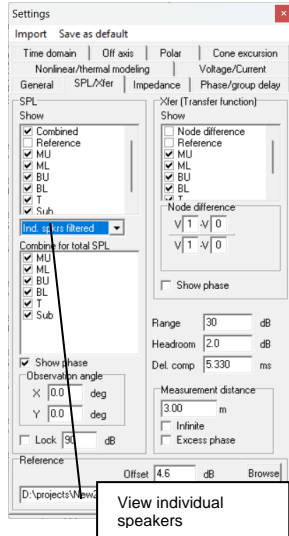 Settings
Import Save as default
Time domain Off axis Polar Cone excursion
Nonlinear/thermal modeling Voltage/Current
General SPL/Xfer Impedance Phase/group delay
SPL
Show
Combined
Reference
MU
ML
BU
BL
T
Sub
Ind. spkrs filtered
Combine for total SPL
MU
ML
BU
BL
T
Sub
Show phase
Observation angle
X 0.0 deg
Y 0.0 deg
Lock 90 dB
Xfer (Transfer function)
Show
Node difference
Reference
MU
ML
BU
BL
T
Node difference
V 1 -V 0
V 1 -V 0
Show phase
Range 30 dB
Headroom 2.0 dB
Del. comp 5.330 ms
Measurement distance
3.00 m
Infinite
Excess phase
Reference
Offset 4.6 dB Browse
D:\projects\New2
View individual
speakers